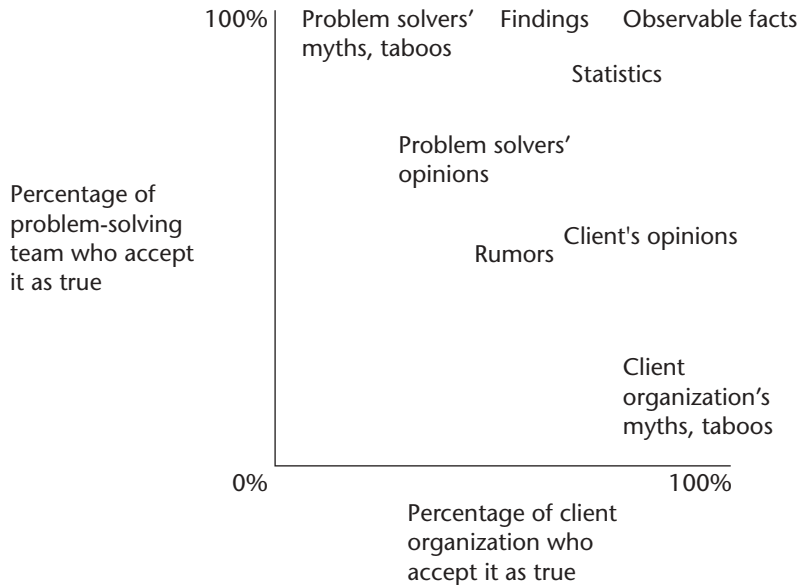 100%
Problem solvers’
myths, taboos
Findings
Observable facts
Statistics
Problem solvers’
opinions
Percentage of
problem-solving
team who accept
it as true
Client's opinions
Rumors
Client
organization’s
myths, taboos
0%
100%
Percentage of client
organization who
accept it as true